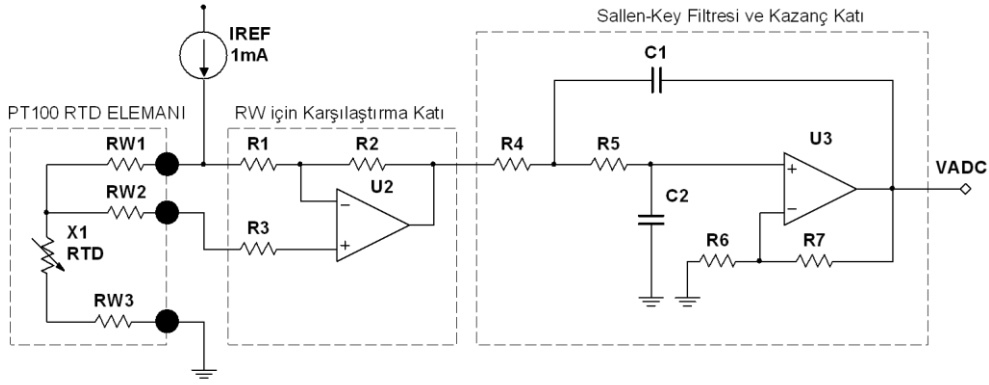 Sallen-Key Filtresi ve Kazanç Katı
IREF
1mA
C1
PT100 RTD ELEMANI
RW için Karşılaştırma Katı
RW1
R1
R2
R4
R5
U3
VADC
RW2
U2
+
−
C2
−
+
X1
RTD
R3
R6
R7
RW3